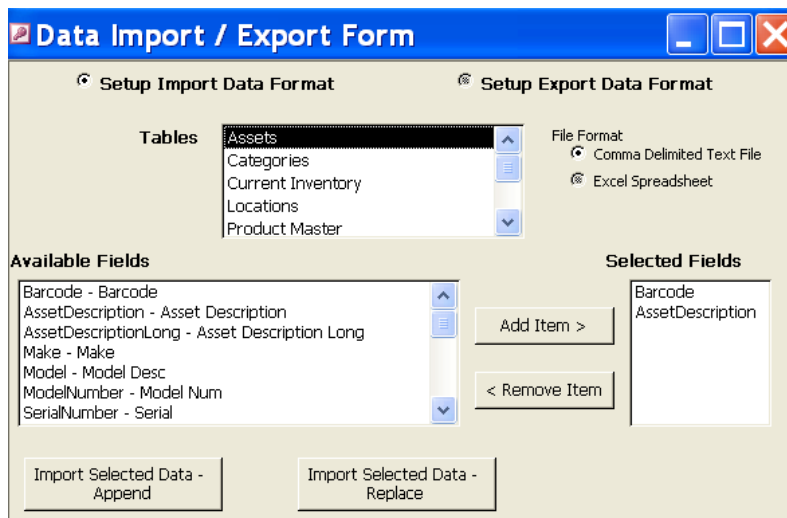 Data Import / Export Form
Setup Import Data Format
Setup Export Data Format
Tables
Assets
Categories
Current Inventory
Locations
Product Master
File Format
Comma Delimited Text File
Excel Spreadsheet
Available Fields
Barcode - Barcode
AssetDescription - Asset Description
AssetDescriptionLong - Asset Description Long
Make - Make
Model - Model Desc
ModelNumber - Model Num
SerialNumber - Serial
Add Item >
< Remove Item
Selected Fields
Barcode
AssetDescription
Import Selected Data -
Append
Import Selected Data -
Replace